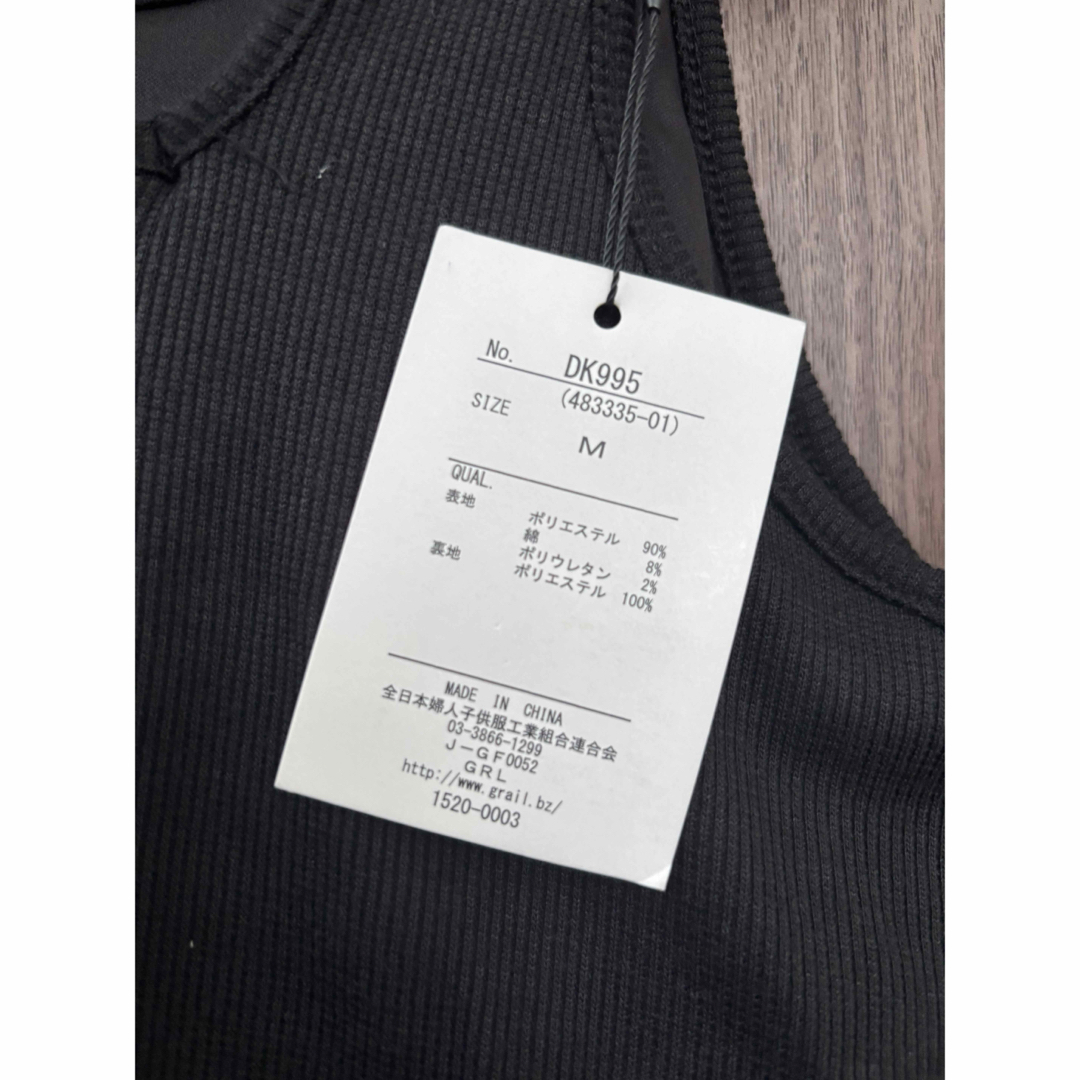 No. DK995
(483335-01)
SIZE
M
QUAL.
表地
ポリエステル 90%
綿 8%
ポリウレタン 2%
裏地 ポリエステル 100%
MADE IN CHINA
全日本婦人子供服工業組合連合会
03-3866-1299
J－GF0052
GRL
http://www.grail.bz/
1520-0003